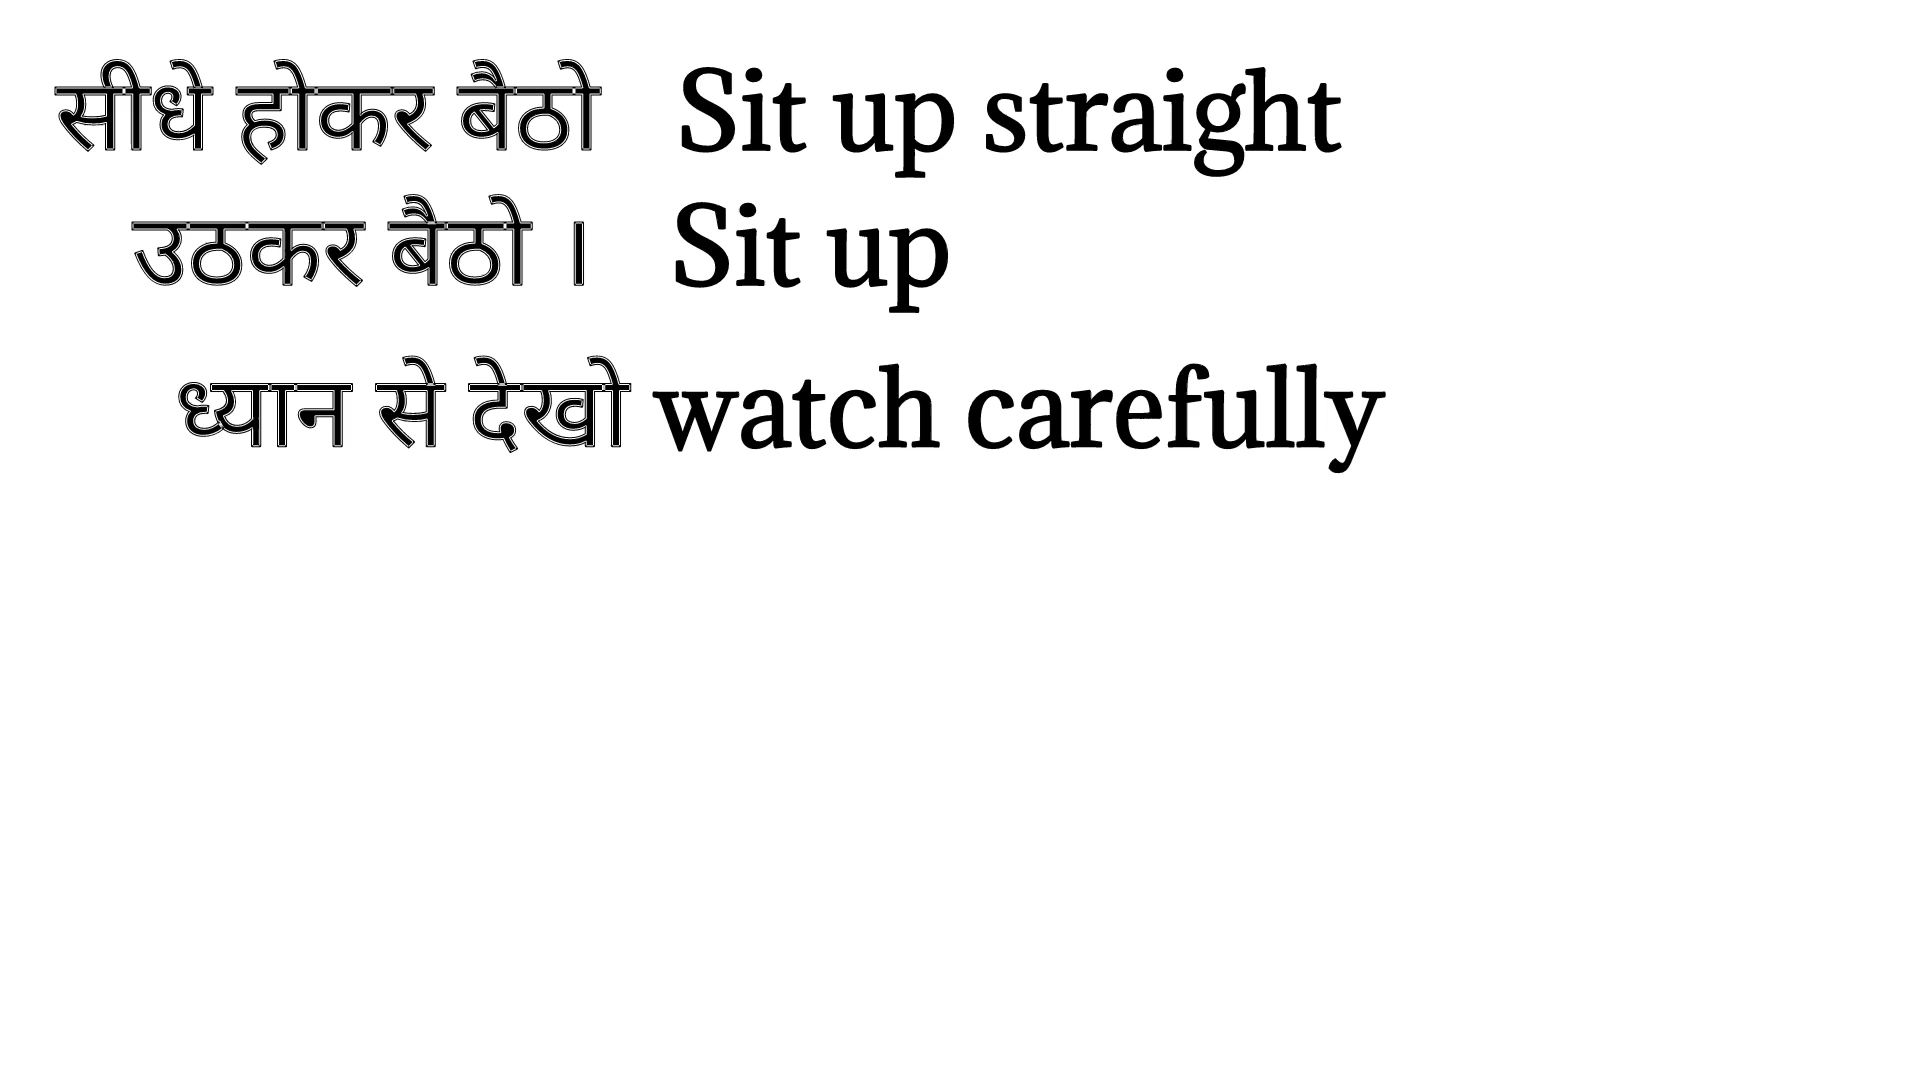 सीधे होकर बैठो Sit up straight
उठकर बैठो । Sit up
ध्यान से देखो watch carefully